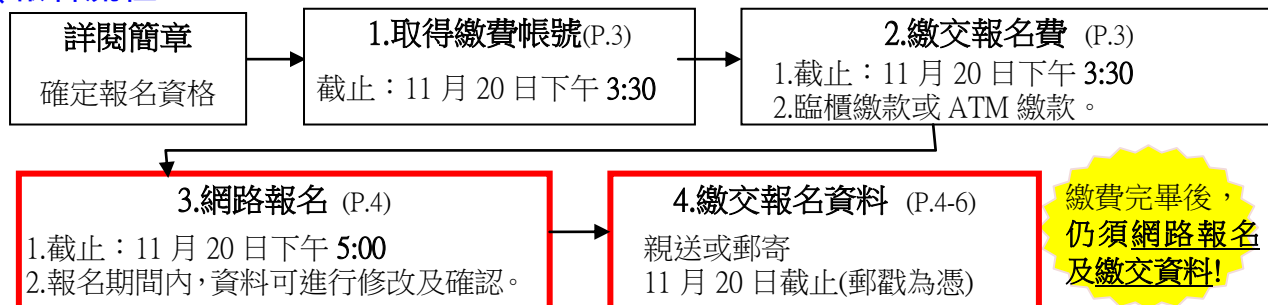 詳閱簡章
確定報名資格
1.取得繳費帳號(P.3)
截止：11 月 20 日下午 3:30
2.繳交報名費 (P.3)
1.截止：11 月 20 日下午 3:30
2.臨櫃繳款或 ATM 繳款。
3.網路報名 (P.4)
1.截止：11 月 20 日下午 5:00
2.報名期間內，資料可進行修改及確認。
4.繳交報名資料 (P.4-6)
親送或郵寄
11 月 20 日截止(郵戳為憑)
繳費完畢後，
仍須網路報名
及繳交資料!